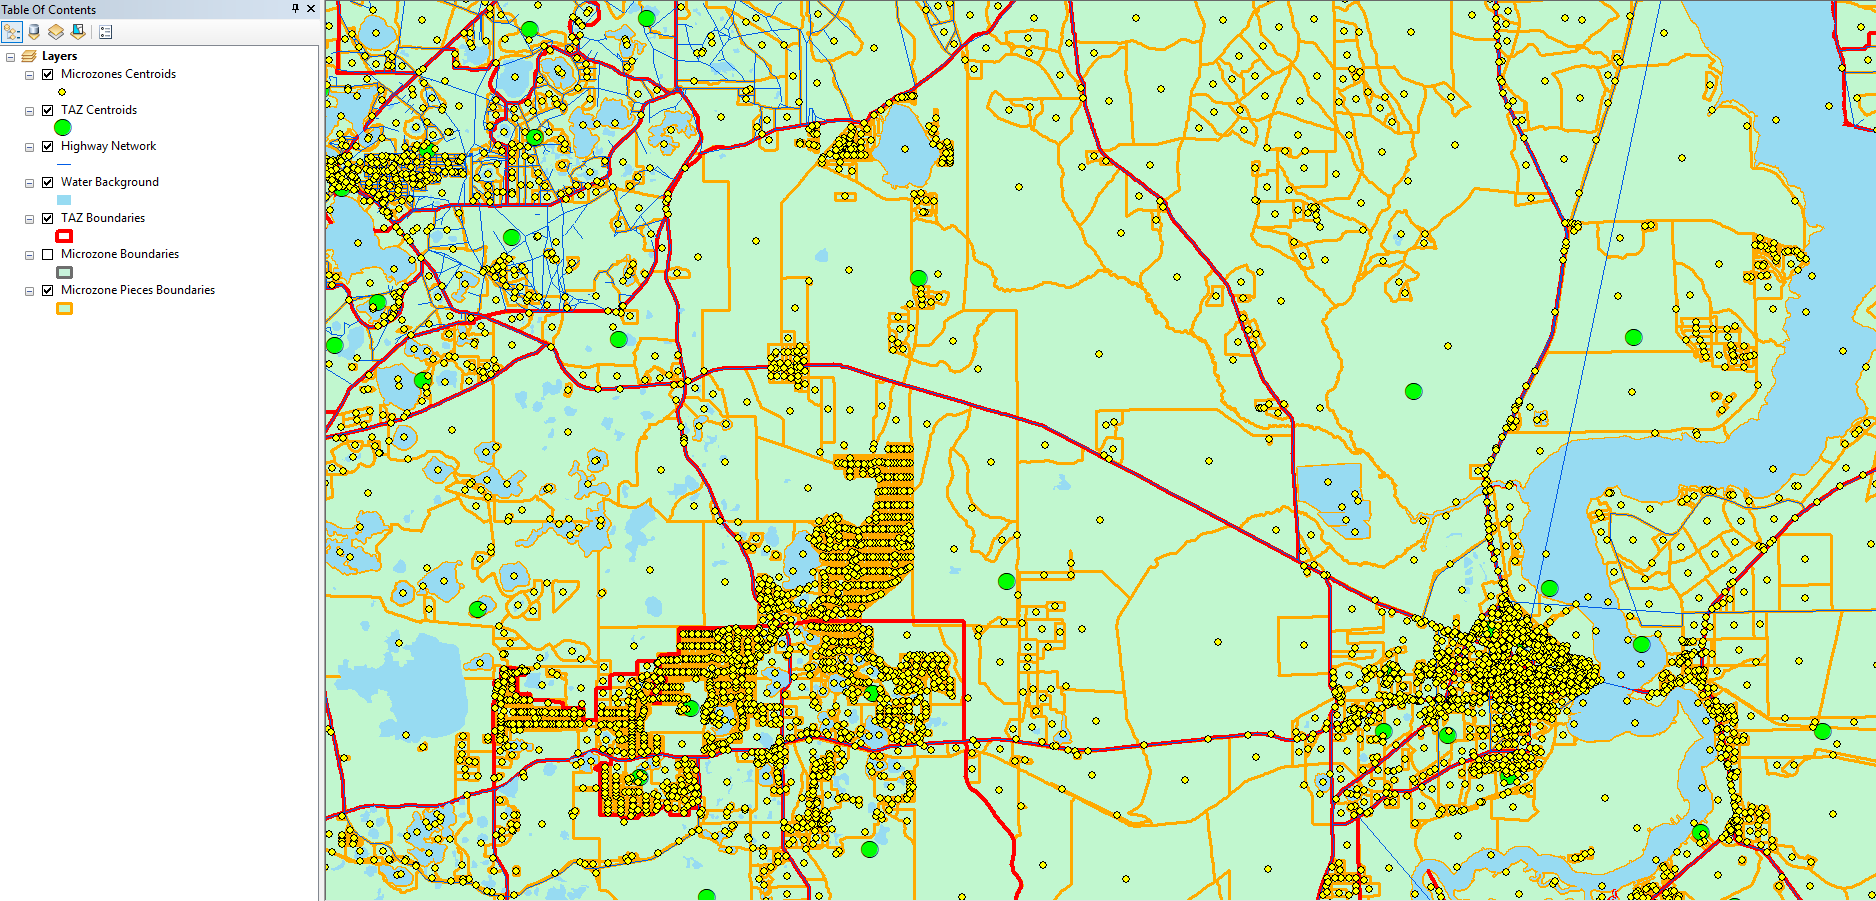 Table Of Contents
Layers
Microzones Centroids
TAZ Centroids
Highway Network
Water Background
TAZ Boundaries
Microzone Boundaries
Microzone Pieces Boundaries